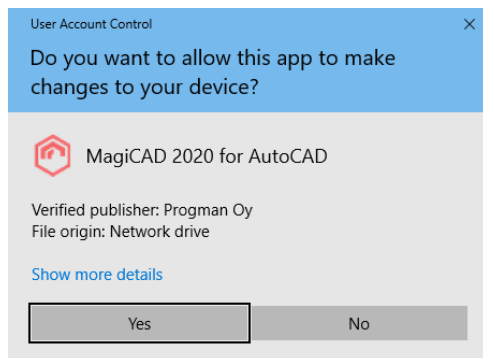 User Account Control
Do you want to allow this app to make
changes to your device?
MagiCAD 2020 for AutoCAD
Verified publisher: Progman Oy
File origin: Network drive
Show more details
Yes
No